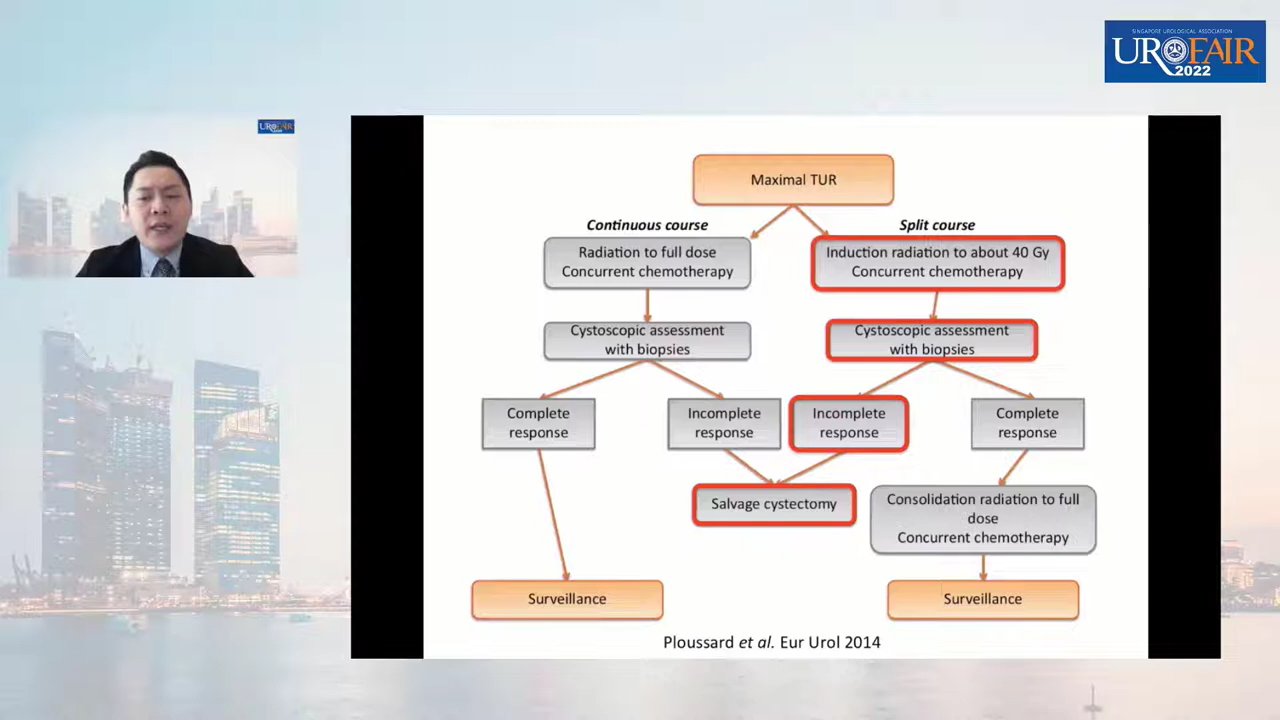 SINGAPORE UROLOGICAL ASSOCIATION
UROFAIR
2022
UROFAIR
Maximal TUR
Continuous course
Split course
Radiation to full dose
Concurrent chemotherapy
Induction radiation to about 40 Gy
Concurrent chemotherapy
Cystoscopic assessment
with biopsies
Cystoscopic assessment
with biopsies
Complete
response
Incomplete
response
Incomplete
response
Complete
response
Salvage cystectomy
Consolidation radiation to full
dose
Concurrent chemotherapy
Surveillance
Surveillance
Ploussard et al. Eur Urol 2014